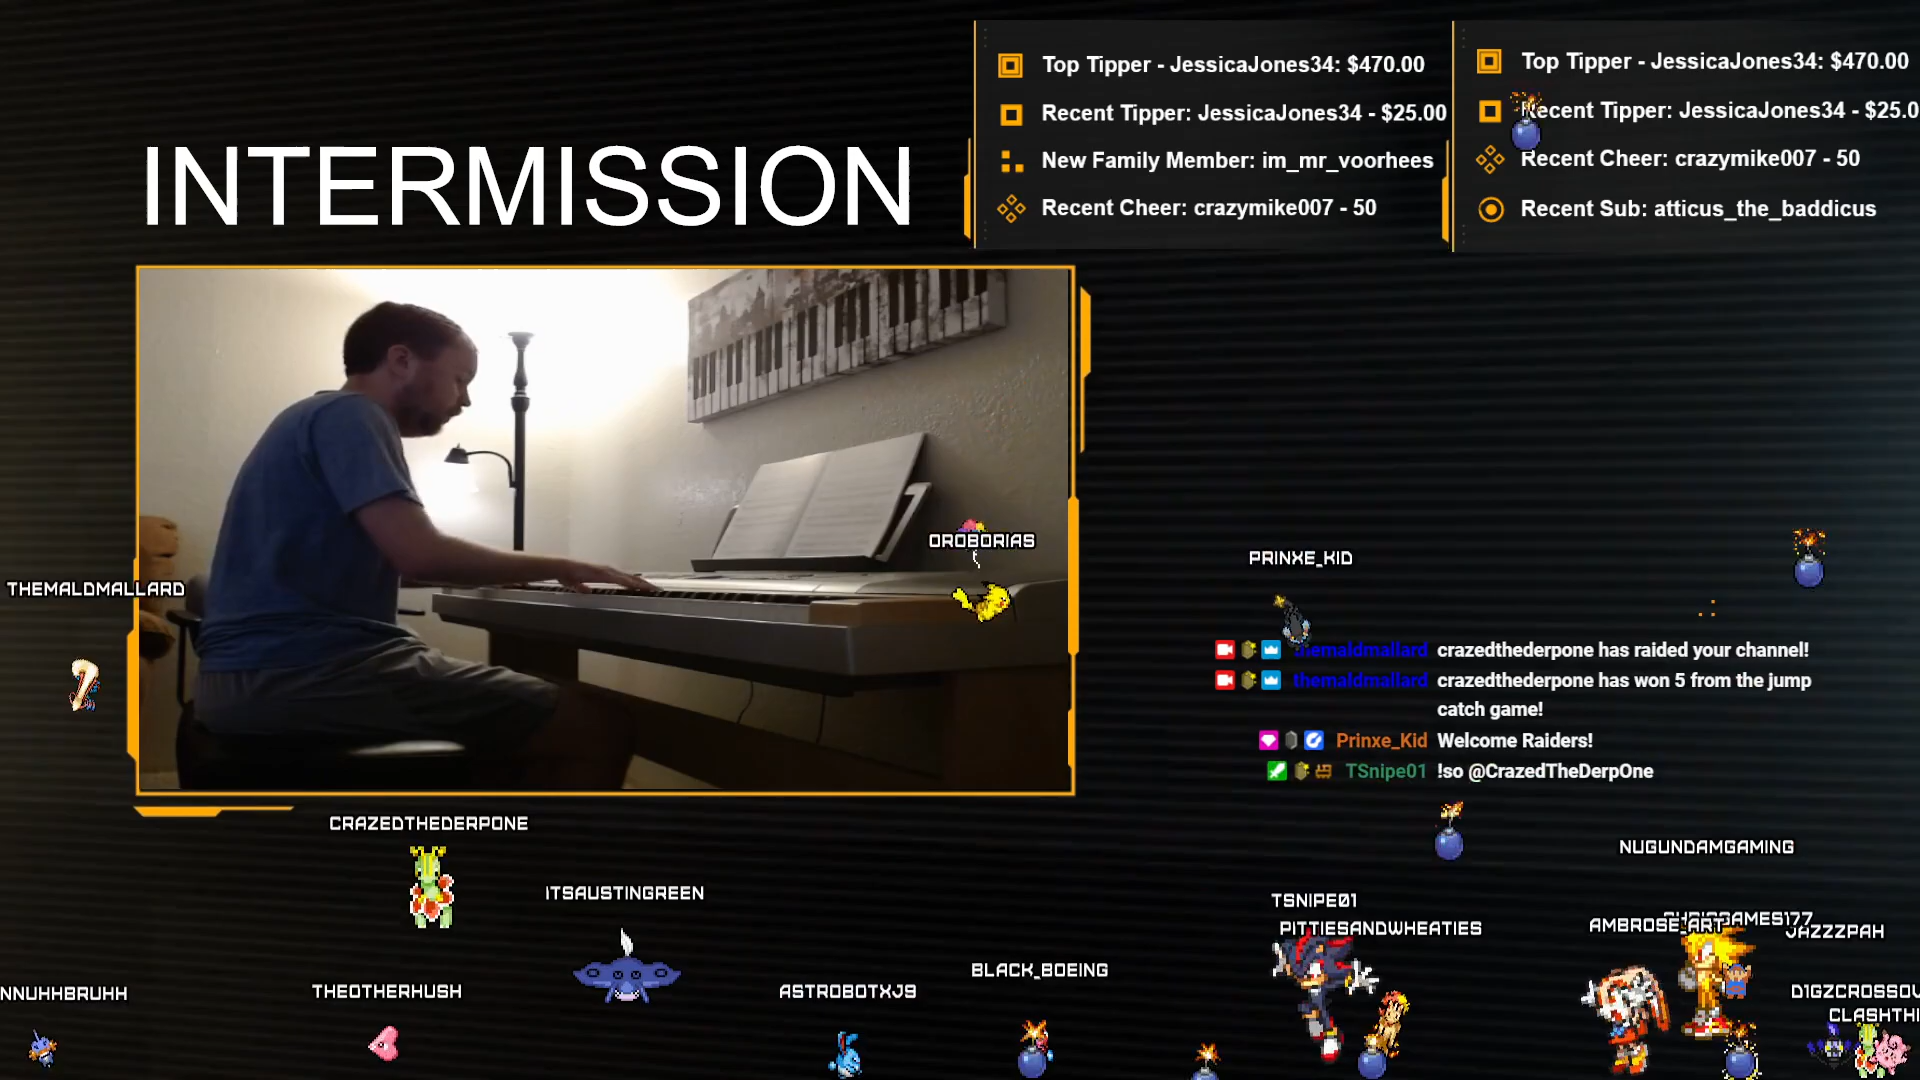 INTERMISSION
Top Tipper - JessicaJones34: $470.00
Recent Tipper: JessicaJones34 - $25.00
New Family Member: im_mr_voorhees
Recent Cheer: crazymike007 - 50
Top Tipper - JessicaJones34: $470.00
Recent Tipper: JessicaJones34 - $25.0
Recent Cheer: crazymike007 - 50
Recent Sub: atticus_the_baddicus
OROBORIAS
PRINXE_KID
THEMALDMALLARD
themaldmallard crazedthederpone has raided your channel!
themaldmallard crazedthederpone has won 5 from the jump
catch game!
Prinxe_Kid Welcome Raiders!
TSnipe01 !so @CrazedTheDerpOne
CRAZEDTHEDERPONE
NUGUNDAMGAMING
ITSAUSTINGREEN
TSNIPE01
PITTIESANDWHEATIES
AMBROSE_ART
JAZZZPAH
BLACK_BOEING
NNUHHBRUHH
THEOTHERHUSH
ASTROBOTXJ9
D1GZCROSSOV
CLASHTHI